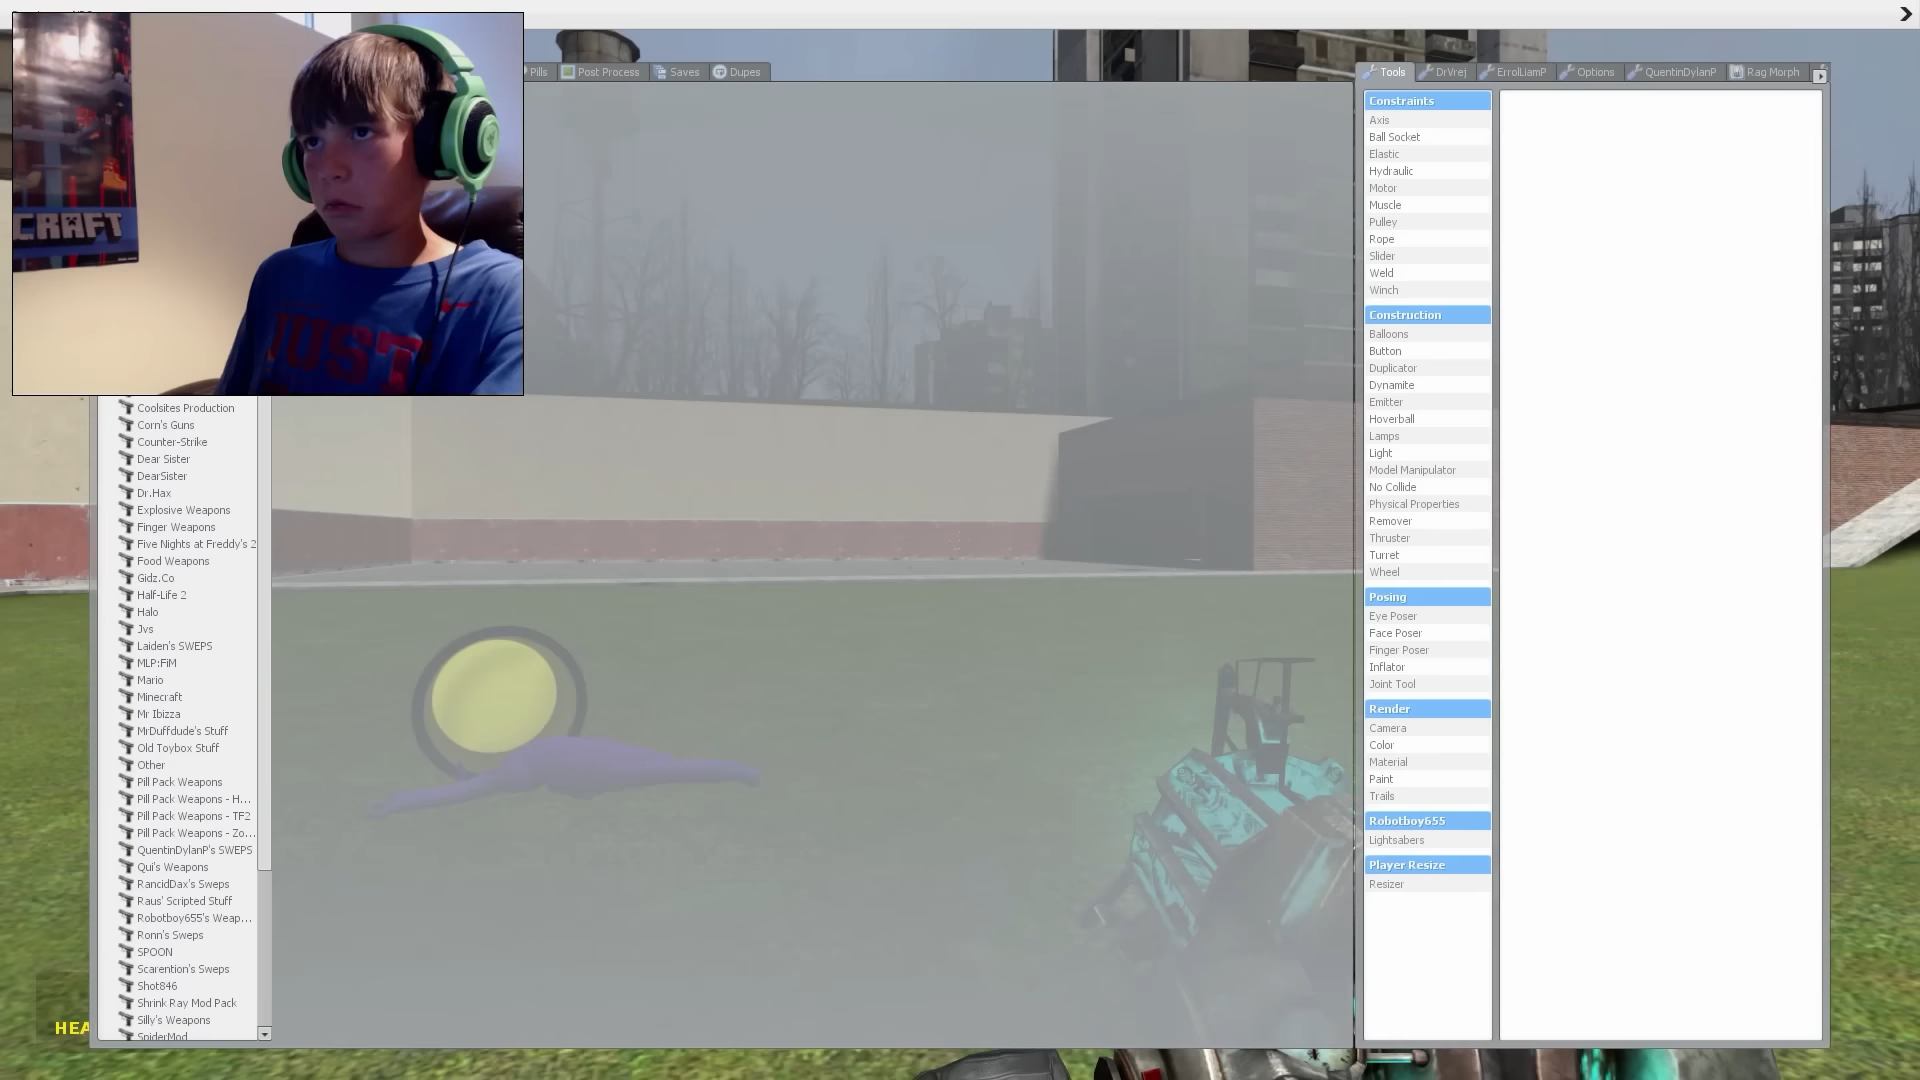 CRAFT
JUST
Pills
Post Process
Saves
Dupes
Tools
DrVrej
ErrolLiamP
Options
QuentinDylanP
Rag Morph
Coolsites Production
Corn's Guns
Counter-Strike
Dear Sister
DearSister
Dr.Hax
Explosive Weapons
Finger Weapons
Five Nights at Freddy's 2
Food Weapons
Gidz.Co
Half-Life 2
Halo
Jvs
Laiden's SWEPS
MLP:FiM
Mario
Minecraft
Mr Ibizza
MrDuffdude's Stuff
Old Toybox Stuff
Other
Pill Pack Weapons
Pill Pack Weapons - H...
Pill Pack Weapons - TF2
Pill Pack Weapons - Zo...
QuentinDylanP's SWEPS
Qui's Weapons
RancidDax's Sweps
Raus' Scripted Stuff
Robotboy655's Weap...
Ronn's Sweps
SPOON
Scarention's Sweps
Shot846
Shrink Ray Mod Pack
Silly's Weapons
SpiderMod
HEA
Constraints
Axis
Ball Socket
Elastic
Hydraulic
Motor
Muscle
Pulley
Rope
Slider
Weld
Winch
Construction
Balloons
Button
Duplicator
Dynamite
Emitter
Hoverball
Lamps
Light
Model Manipulator
No Collide
Physical Properties
Remover
Thruster
Turret
Wheel
Posing
Eye Poser
Face Poser
Finger Poser
Inflator
Joint Tool
Render
Camera
Color
Material
Paint
Trails
Robotboy655
Lightsabers
Player Resize
Resizer